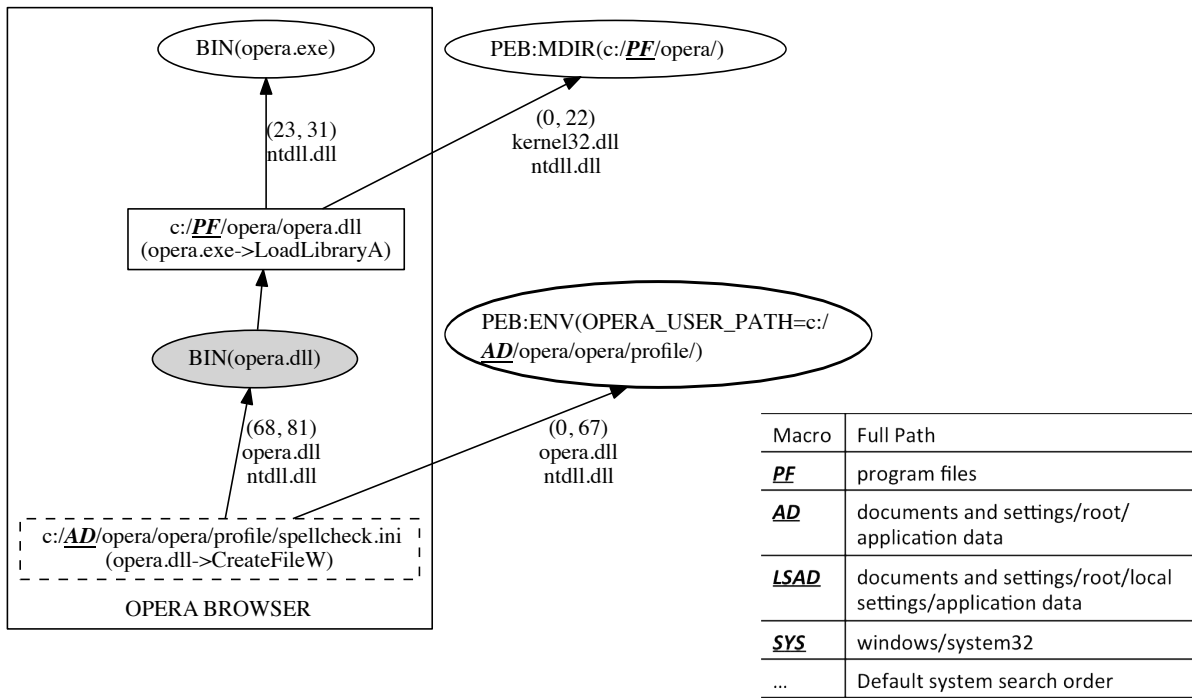 BIN(opera.exe)
PEB:MDIR(c:/PF/opera/)
(23, 31)
ntdll.dll
(0, 22)
kernel32.dll
ntdll.dll
c:/PF/opera/opera.dll
(opera.exe->LoadLibraryA)
BIN(opera.dll)
PEB:ENV(OPERA_USER_PATH=c:/
AD/opera/opera/profile/)
(68, 81)
opera.dll
ntdll.dll
(0, 67)
opera.dll
ntdll.dll
c:/AD/opera/opera/profile/spellcheck.ini
(opera.dll->CreateFileW)
OPERA BROWSER
Macro Full Path
PF program files
AD documents and settings/root/
application data
LSAD documents and settings/root/local
settings/application data
SYS windows/system32
... Default system search order